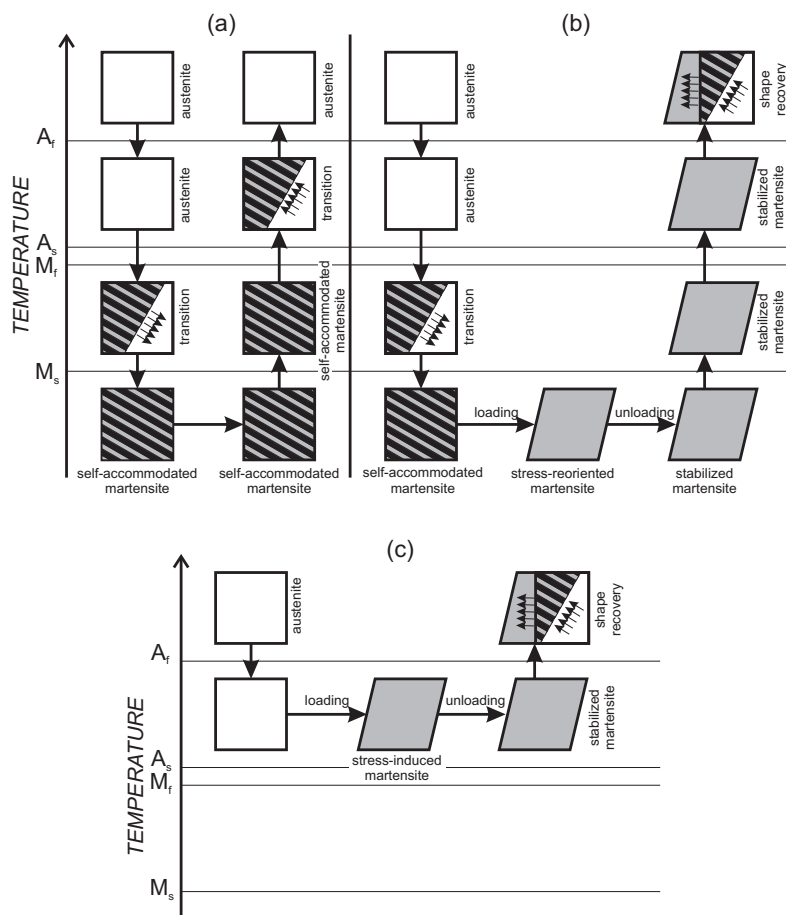 (a)
(b)
TEMPERATURE
A_f
A_s
M_f
M_s
austenite
austenite
austenite
austenite
transition
transition
self-accommodated
martensite
self-accommodated
martensite
self-accommodated
martensite
austenite
austenite
transition
self-accommodated
martensite
loading
stress-reoriented
martensite
unloading
stabilized
martensite
stabilized martensite
stabilized martensite
shape
recovery
(c)
TEMPERATURE
A_f
A_s
M_f
M_s
austenite
loading
stress-induced
martensite
unloading
stabilized
martensite
shape
recovery